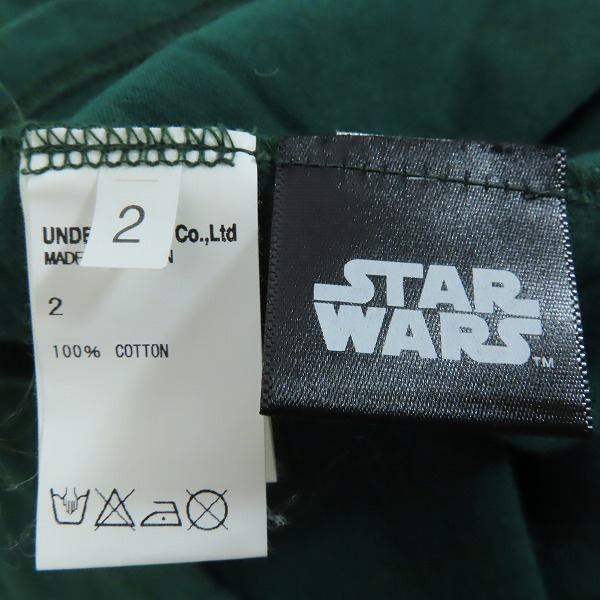 2
UNDE Co.,Ltd
MADE N
2
100% COTTON
STAR
WARS
TM